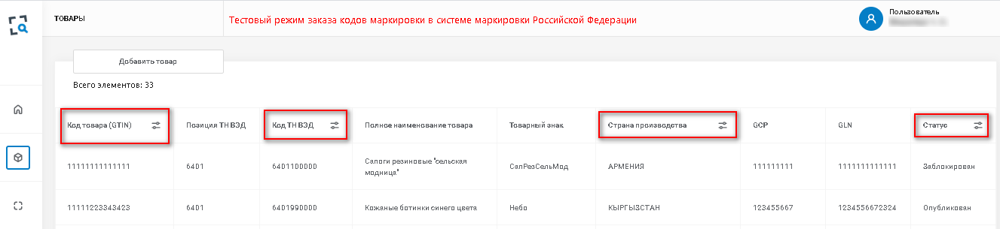 ТОВАРЫ
Тестовый режим заказа кодов маркировки в системе маркировки Российской Федерации
Пользователь
Добавить товар
Всего элементов: 33
Код товара (GTIN) Позиция ТН ВЭД Код ТН ВЭД Полное наименование товара Товарный знак Страна производства GCP GLN Статус
11111111111111 6401 6401100000 Сапоги резиновые "сельская модница" СапРезСельМод АРМЕНИЯ 111111111 1111111111111 Заблокирован
11111223343423 6401 6401990000 Кожаные ботинки синего цвета Небо КЫРГЫЗСТАН 123455667 1234556672324 Опубликован